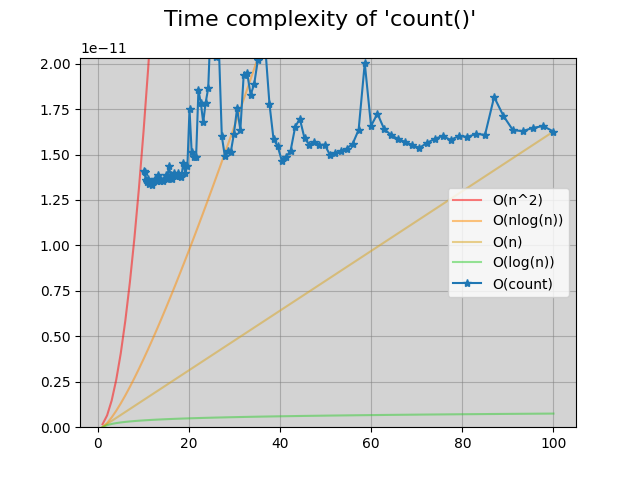 Time complexity of 'count()'
1e−11
2.00
1.75
1.50
1.25
1.00
0.75
0.50
0.25
0.00
O(n^2)
O(nlog(n))
O(n)
O(log(n))
O(count)
0 20 40 60 80 100